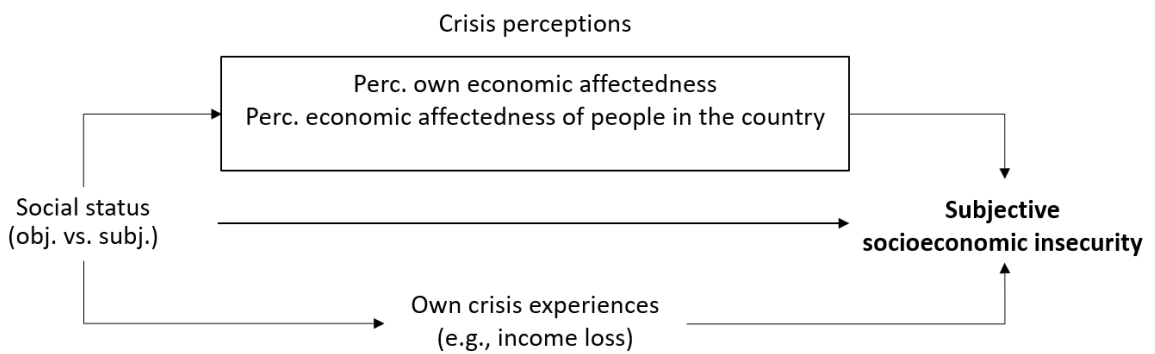 Crisis perceptions
Perc. own economic affectedness
Perc. economic affectedness of people in the country
Social status
(obj. vs. subj.)
Subjective
socioeconomic insecurity
Own crisis experiences
(e.g., income loss)